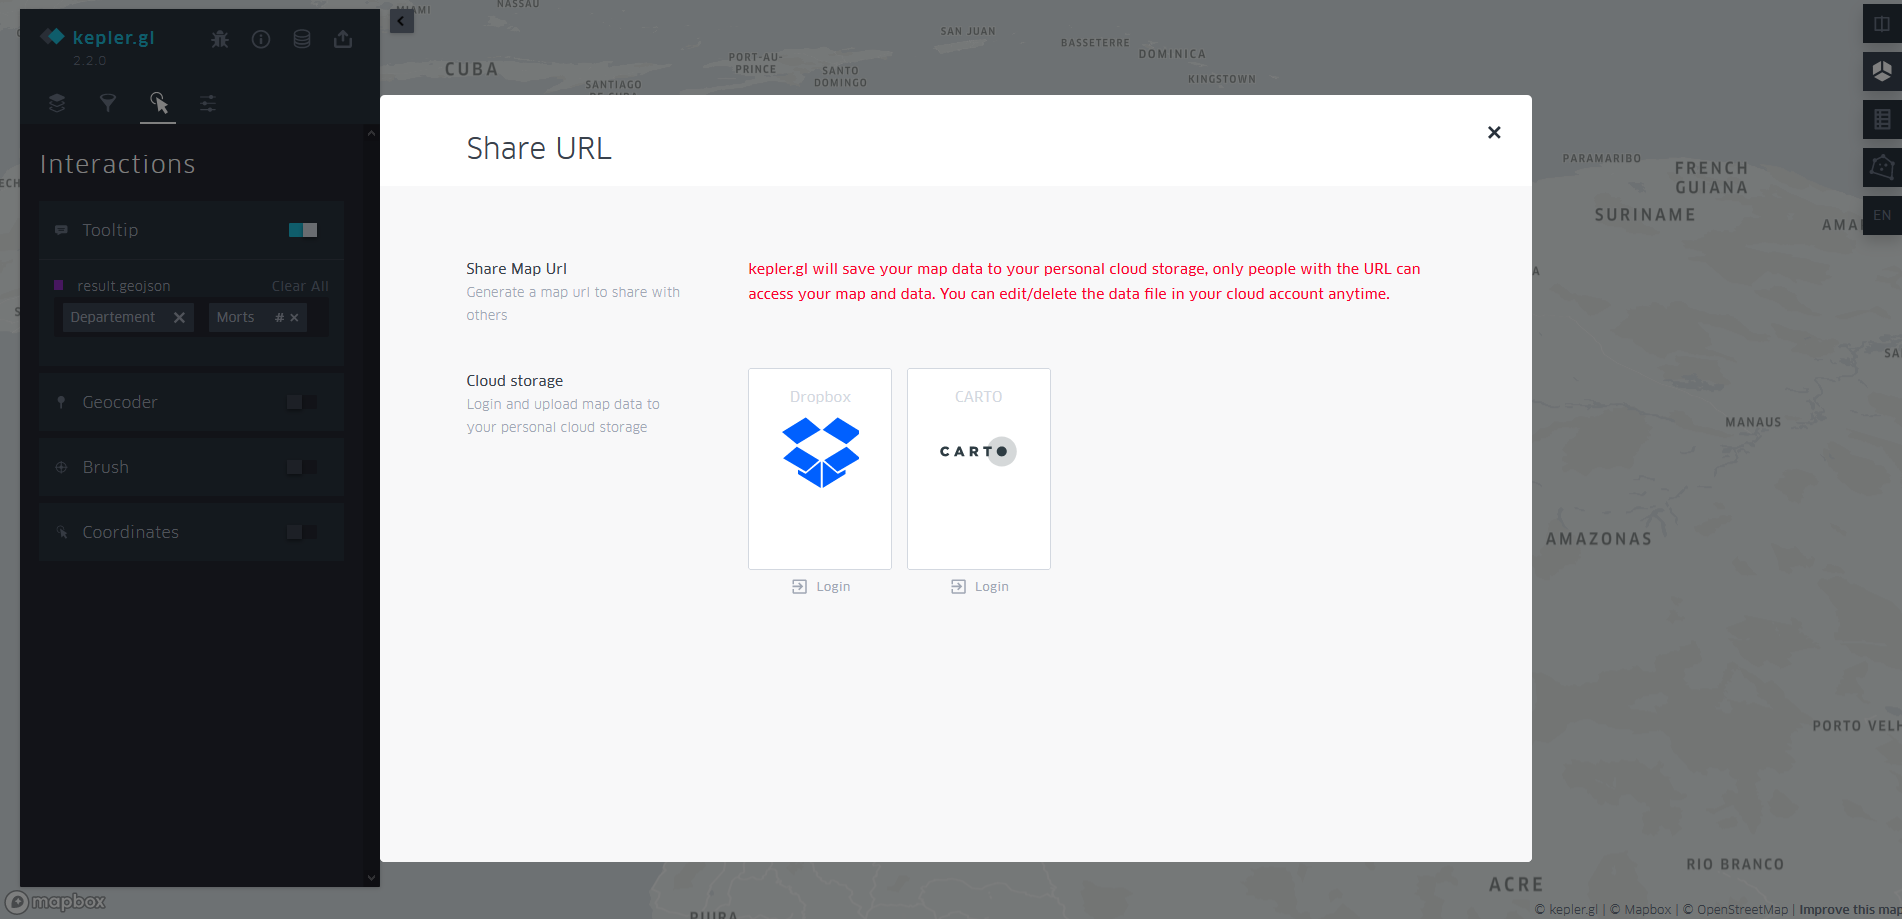 kepler.gl
2.2.0
Interactions
Tooltip
result.geojson Clear All
Departement Morts #
Geocoder
Brush
Coordinates
mapbox
MIAMI
NASSAU
CUBA
SANTIAGO
DE CUBA
PORT-AU-
PRINCE
SANTO
DOMINGO
SAN JUAN
BASSETERRE
DOMINICA
KINGSTOWN
Share URL
Share Map Url
Generate a map url to share with
others
kepler.gl will save your map data to your personal cloud storage, only people with the URL can
access your map and data. You can edit/delete the data file in your cloud account anytime.
Cloud storage
Login and upload map data to
your personal cloud storage
Dropbox
Login
CARTO
CARTO
Login
PARAMARIBO
FRENCH
GUIANA
SURINAME
AMA
EN
MANAUS
AMAZONAS
PORTO VELH
RIO BRANCO
ACRE
PIURA
© kepler.gl | © Mapbox | © OpenStreetMap | Improve this map